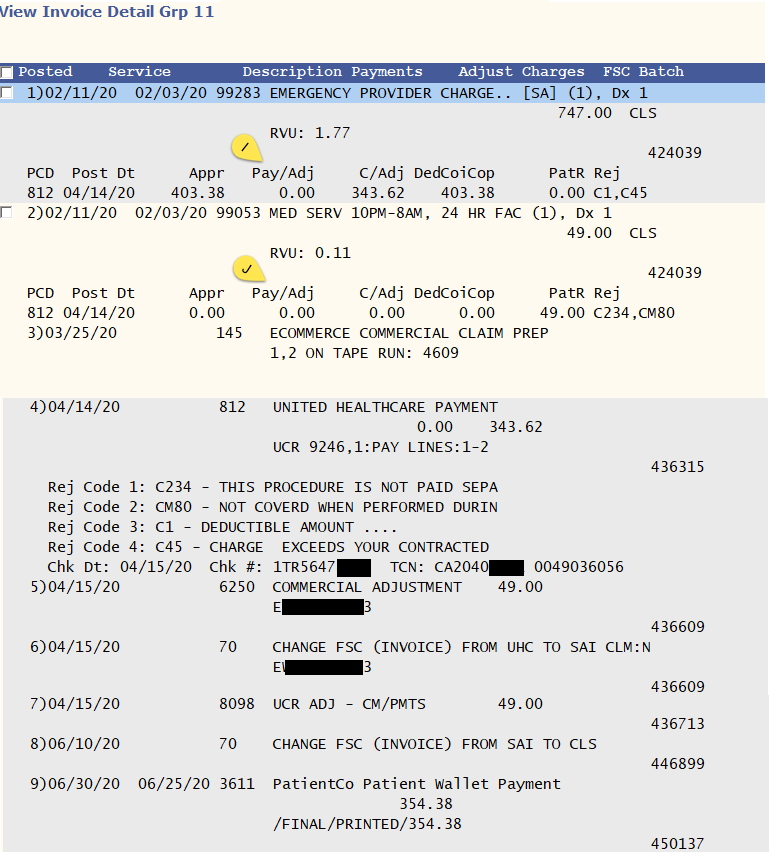 View Invoice Detail Grp 11
Posted Service Description Payments Adjust Charges FSC Batch
1)02/11/20 02/03/20 99283 EMERGENCY PROVIDER CHARGE.. [SA] (1), Dx 1
747.00 CLS
RVU: 1.77
424039
PCD Post Dt Appr Pay/Adj C/Adj DedCoiCop PatR Rej
812 04/14/20 403.38 0.00 343.62 403.38 0.00 C1,C45
2)02/11/20 02/03/20 99053 MED SERV 10PM-8AM, 24 HR FAC (1), Dx 1
49.00 CLS
RVU: 0.11
424039
PCD Post Dt Appr Pay/Adj C/Adj DedCoiCop PatR Rej
812 04/14/20 0.00 0.00 0.00 0.00 49.00 C234,CM80
3)03/25/20 145 ECOMMERCE COMMERCIAL CLAIM PREP
1,2 ON TAPE RUN: 4609
4)04/14/20 812 UNITED HEALTHCARE PAYMENT
0.00 343.62
UCR 9246,1:PAY LINES:1-2
436315
Rej Code 1: C234 - THIS PROCEDURE IS NOT PAID SEPA
Rej Code 2: CM80 - NOT COVERD WHEN PERFORMED DURIN
Rej Code 3: C1 - DEDUCTIBLE AMOUNT ....
Rej Code 4: C45 - CHARGE EXCEEDS YOUR CONTRACTED
Chk Dt: 04/15/20 Chk #: 1TR5647 TCN: CA2040 0049036056
5)04/15/20 6250 COMMERCIAL ADJUSTMENT 49.00
E 3
436609
6)04/15/20 70 CHANGE FSC (INVOICE) FROM UHC TO SAI CLM:N
3
436609
7)04/15/20 8098 UCR ADJ - CM/PMTS 49.00
436713
8)06/10/20 70 CHANGE FSC (INVOICE) FROM SAI TO CLS
446899
9)06/30/20 06/25/20 3611 PatientCo Patient Wallet Payment
354.38
/FINAL/PRINTED/354.38
450137